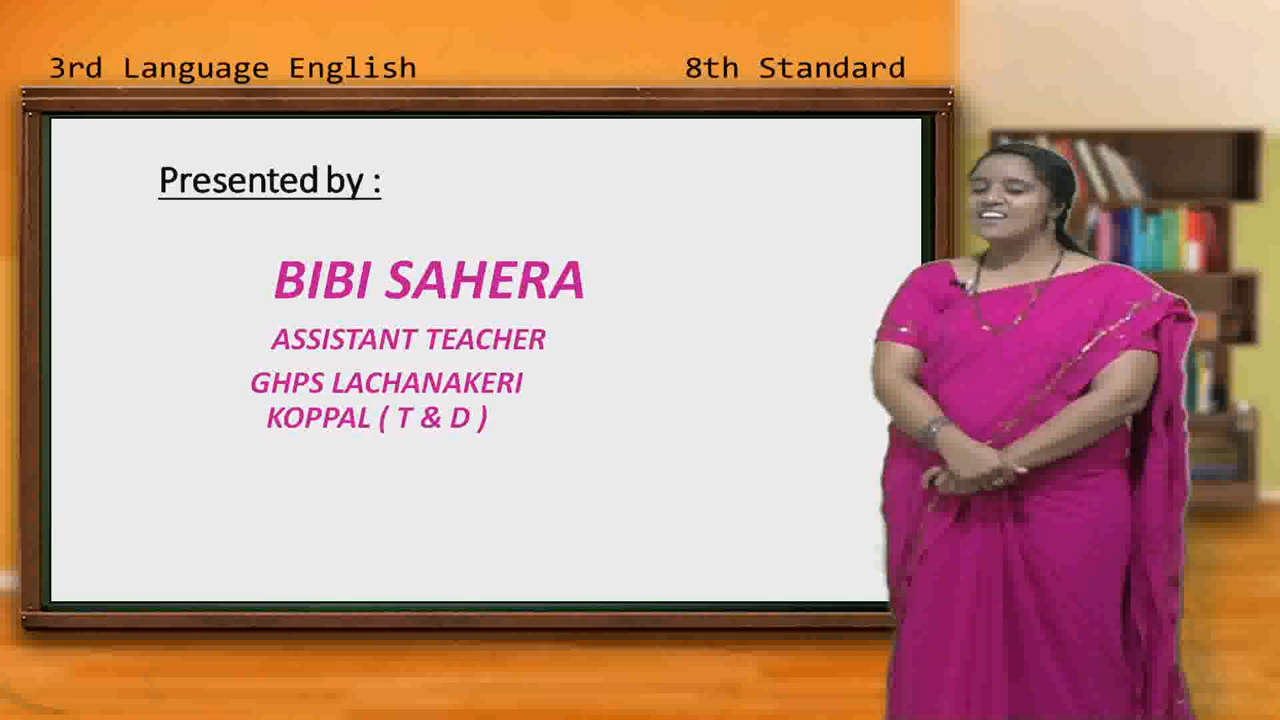 3rd Language English 8th Standard
Presented by :
BIBI SAHERA
ASSISTANT TEACHER
GHPS LACHANAKERI
KOPPAL ( T & D )